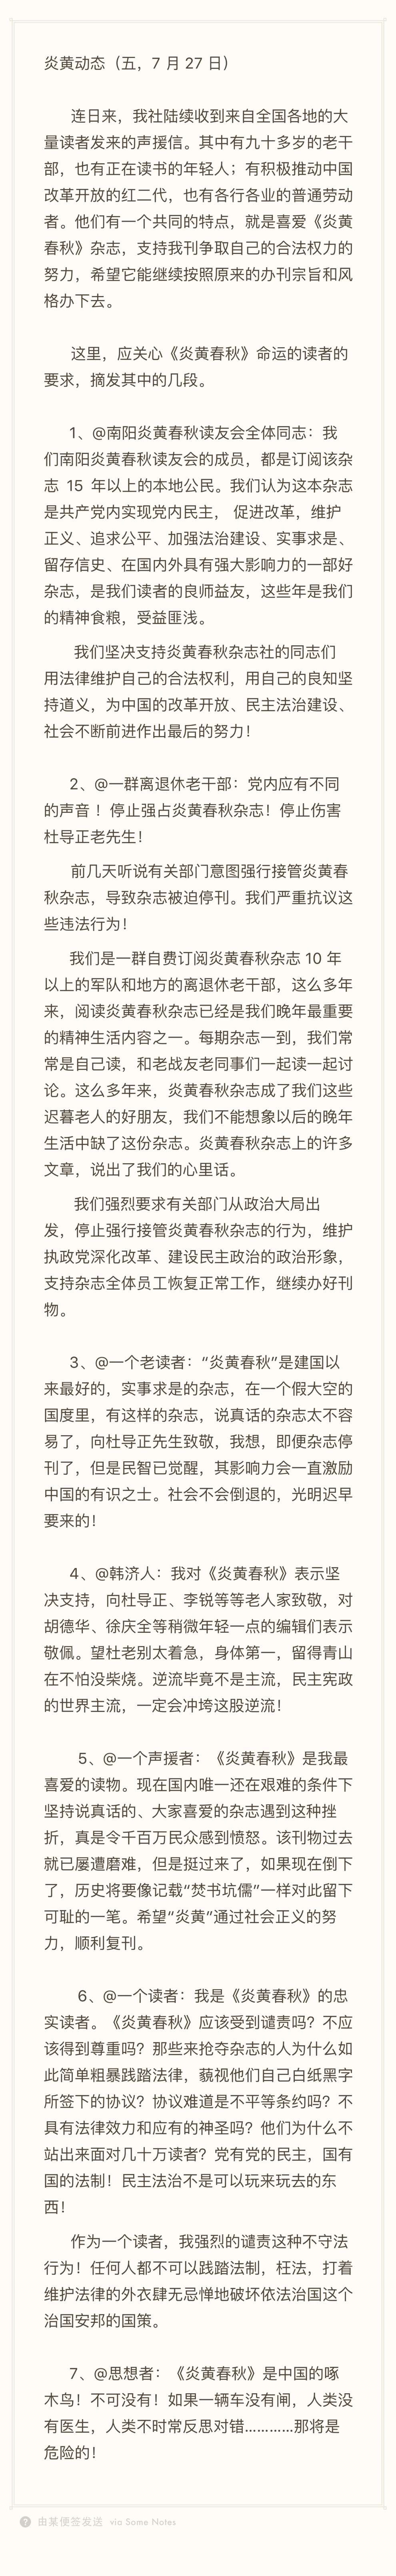 炎黄动态（五，7 月 27 日）
连日来，我社陆续收到来自全国各地的大
量读者发来的声援信。其中有九十多岁的老干
部，也有正在读书的年轻人；有积极推动中国
改革开放的红二代，也有各行各业的普通劳动
者。他们有一个共同的特点，就是喜爱《炎黄
春秋》杂志，支持我刊争取自己的合法权力的
努力，希望它能继续按照原来的办刊宗旨和风
格办下去。
这里，应关心《炎黄春秋》命运的读者的
要求，摘发其中的几段。
1、@南阳炎黄春秋读友会全体同志：我
们南阳炎黄春秋读友会的成员，都是订阅该杂
志 15 年以上的本地公民。我们认为这本杂志
是共产党内实现党内民主， 促进改革，维护
正义、追求公平、加强法治建设、实事求是、
留存信史、在国内外具有强大影响力的一部好
杂志，是我们读者的良师益友，这些年是我们
的精神食粮，受益匪浅。
我们坚决支持炎黄春秋杂志社的同志们
用法律维护自己的合法权利，用自己的良知坚
持道义，为中国的改革开放、民主法治建设、
社会不断前进作出最后的努力！
2、@一群离退休老干部：党内应有不同
的声音 ！停止强占炎黄春秋杂志！停止伤害
杜导正老先生！
前几天听说有关部门意图强行接管炎黄春
秋杂志，导致杂志被迫停刊。我们严重抗议这
些违法行为！
我们是一群自费订阅炎黄春秋杂志 10 年
以上的军队和地方的离退休老干部，这么多年
来，阅读炎黄春秋杂志已经是我们晚年最重要
的精神生活内容之一。每期杂志一到，我们常
常是自己读，和老战友老同事们一起读一起讨
论。这么多年来，炎黄春秋杂志成了我们这些
迟暮老人的好朋友，我们不能想象以后的晚年
生活中缺了这份杂志。炎黄春秋杂志上的许多
文章，说出了我们的心里话。
我们强烈要求有关部门从政治大局出
发，停止强行接管炎黄春秋杂志的行为，维护
执政党深化改革、建设民主政治的政治形象，
支持杂志全体员工恢复正常工作，继续办好刊
物。
3、@一个老读者：“炎黄春秋”是建国以
来最好的，实事求是的杂志，在一个假大空的
国度里，有这样的杂志，说真话的杂志太不容
易了，向杜导正先生致敬，我想，即便杂志停
刊了，但是民智已觉醒，其影响力会一直激励
中国的有识之士。社会不会倒退的，光明迟早
要来的！
4、@韩济人：我对《炎黄春秋》表示坚
决支持，向杜导正、李锐等等老人家致敬，对
胡德华、徐庆全等稍微年轻一点的编辑们表示
敬佩。望杜老别太着急，身体第一，留得青山
在不怕没柴烧。逆流毕竟不是主流，民主宪政
的世界主流，一定会冲垮这股逆流！
5、@一个声援者：《炎黄春秋》是我最
喜爱的读物。现在国内唯一还在艰难的条件下
坚持说真话的、大家喜爱的杂志遇到这种挫
折，真是令千百万民众感到愤怒。该刊物过去
就已屡遭磨难，但是挺过来了，如果现在倒下
了，历史将要像记载“焚书坑儒”一样对此留下
可耻的一笔。希望“炎黄”通过社会正义的努
力，顺利复刊。
6、@一个读者：我是《炎黄春秋》的忠
实读者。《炎黄春秋》应该受到谴责吗？不应
该得到尊重吗？那些来抢夺杂志的人为什么如
此简单粗暴践踏法律，藐视他们自己白纸黑字
所签下的协议？协议难道是不平等条约吗？不
具有法律效力和应有的神圣吗？他们为什么不
站出来面对几十万读者？党有党的民主，国有
国的法制！民主法治不是可以玩来玩去的东
西！
作为一个读者，我强烈的谴责这种不守法
行为！任何人都不可以践踏法制，枉法，打着
维护法律的外衣肆无忌惮地破坏依法治国这个
治国安邦的国策。
7、@思想者：《炎黄春秋》是中国的啄
木鸟！不可没有！如果一辆车没有闸，人类没
有医生，人类不时常反思对错…………那将是
危险的！
由某便签发送 via Some Notes